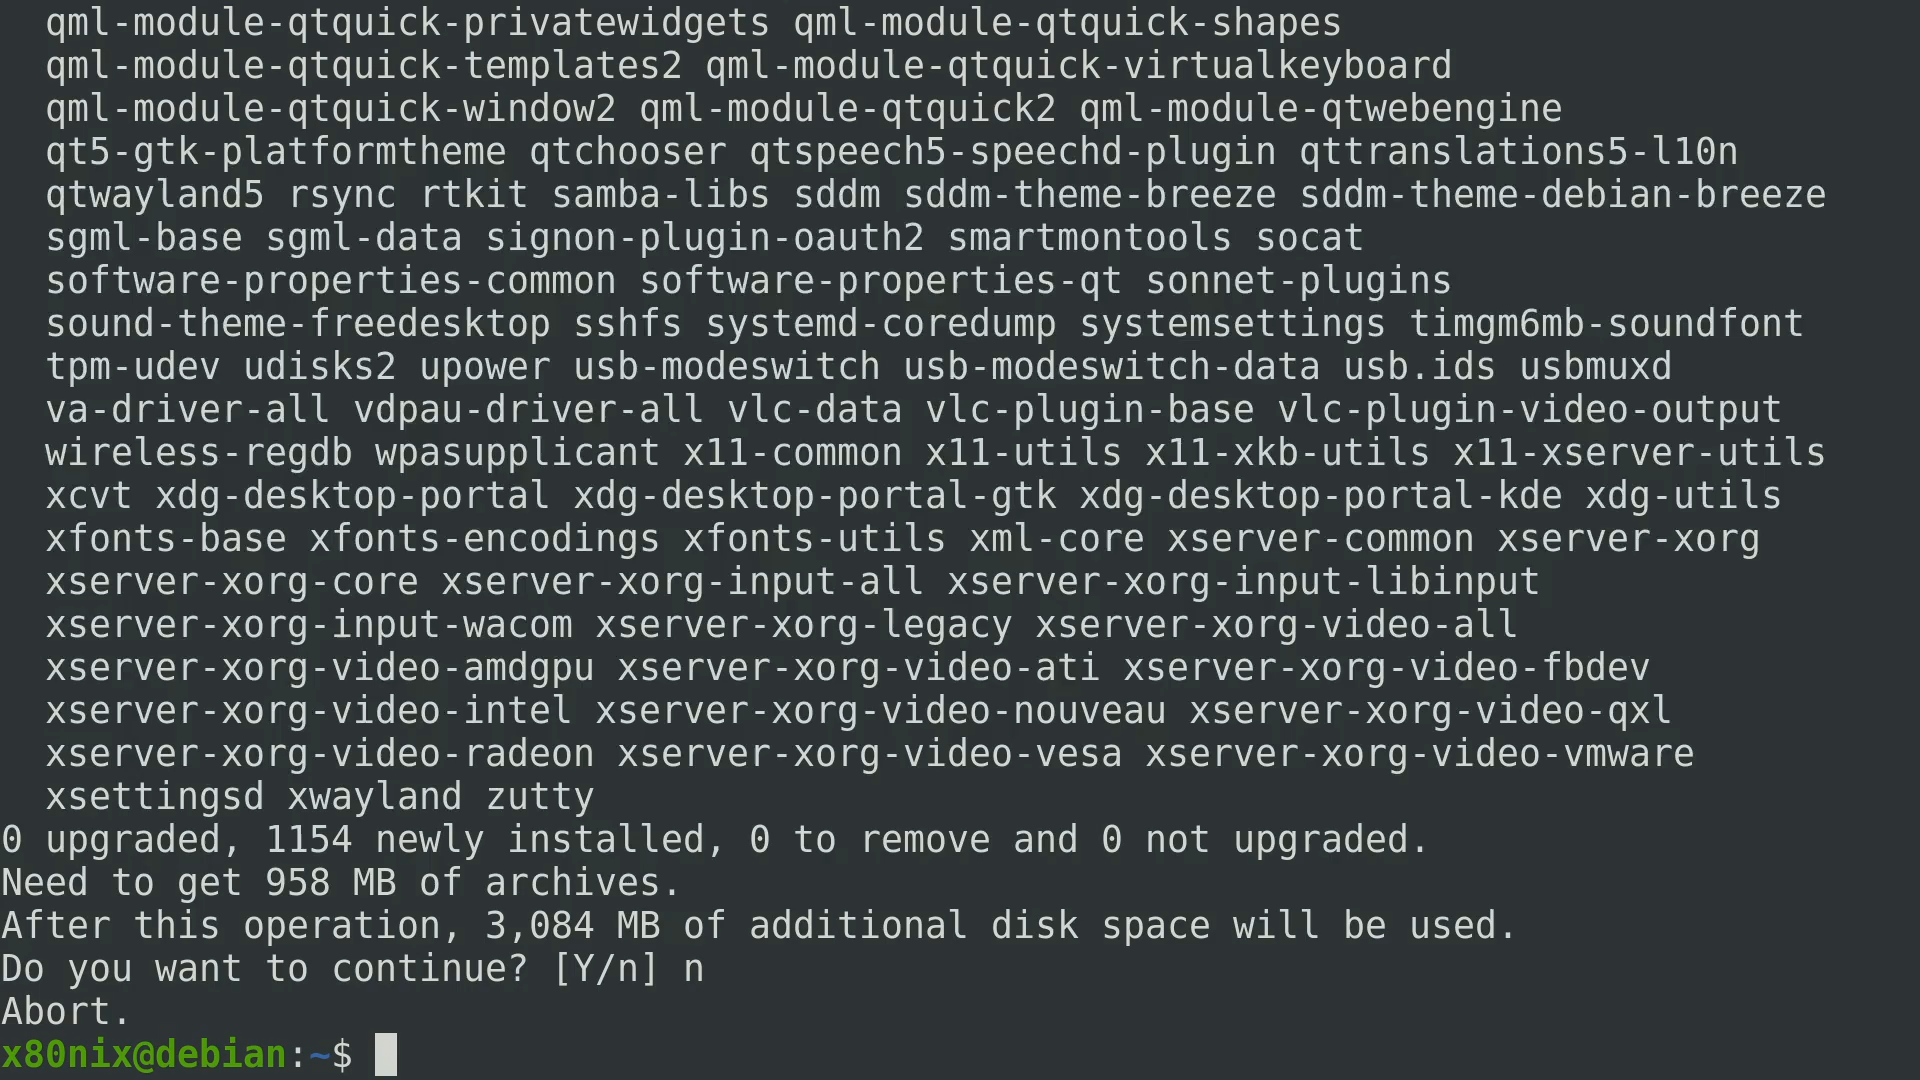 qml-module-qtquick-privatewidgets qml-module-qtquick-shapes
qml-module-qtquick-templates2 qml-module-qtquick-virtualkeyboard
qml-module-qtquick-window2 qml-module-qtquick2 qml-module-qtwebengine
qt5-gtk-platformtheme qtchooser qtspeech5-speechd-plugin qttranslations5-l10n
qtwayland5 rsync rtkit samba-libs sddm sddm-theme-breeze sddm-theme-debian-breeze
sgml-base sgml-data signon-plugin-oauth2 smartmontools socat
software-properties-common software-properties-qt sonnet-plugins
sound-theme-freedesktop sshfs systemd-coredump systemsettings timgm6mb-soundfont
tpm-udev udisks2 upower usb-modeswitch usb-modeswitch-data usb.ids usbmuxd
va-driver-all vdpau-driver-all vlc-data vlc-plugin-base vlc-plugin-video-output
wireless-regdb wpasupplicant x11-common x11-utils x11-xkb-utils x11-xserver-utils
xcvt xdg-desktop-portal xdg-desktop-portal-gtk xdg-desktop-portal-kde xdg-utils
xfonts-base xfonts-encodings xfonts-utils xml-core xserver-common xserver-xorg
xserver-xorg-core xserver-xorg-input-all xserver-xorg-input-libinput
xserver-xorg-input-wacom xserver-xorg-legacy xserver-xorg-video-all
xserver-xorg-video-amdgpu xserver-xorg-video-ati xserver-xorg-video-fbdev
xserver-xorg-video-intel xserver-xorg-video-nouveau xserver-xorg-video-qxl
xserver-xorg-video-radeon xserver-xorg-video-vesa xserver-xorg-video-vmware
xsettingsd xwayland zutty
0 upgraded, 1154 newly installed, 0 to remove and 0 not upgraded.
Need to get 958 MB of archives.
After this operation, 3,084 MB of additional disk space will be used.
Do you want to continue? [Y/n] n
Abort.
x80nix@debian:~$